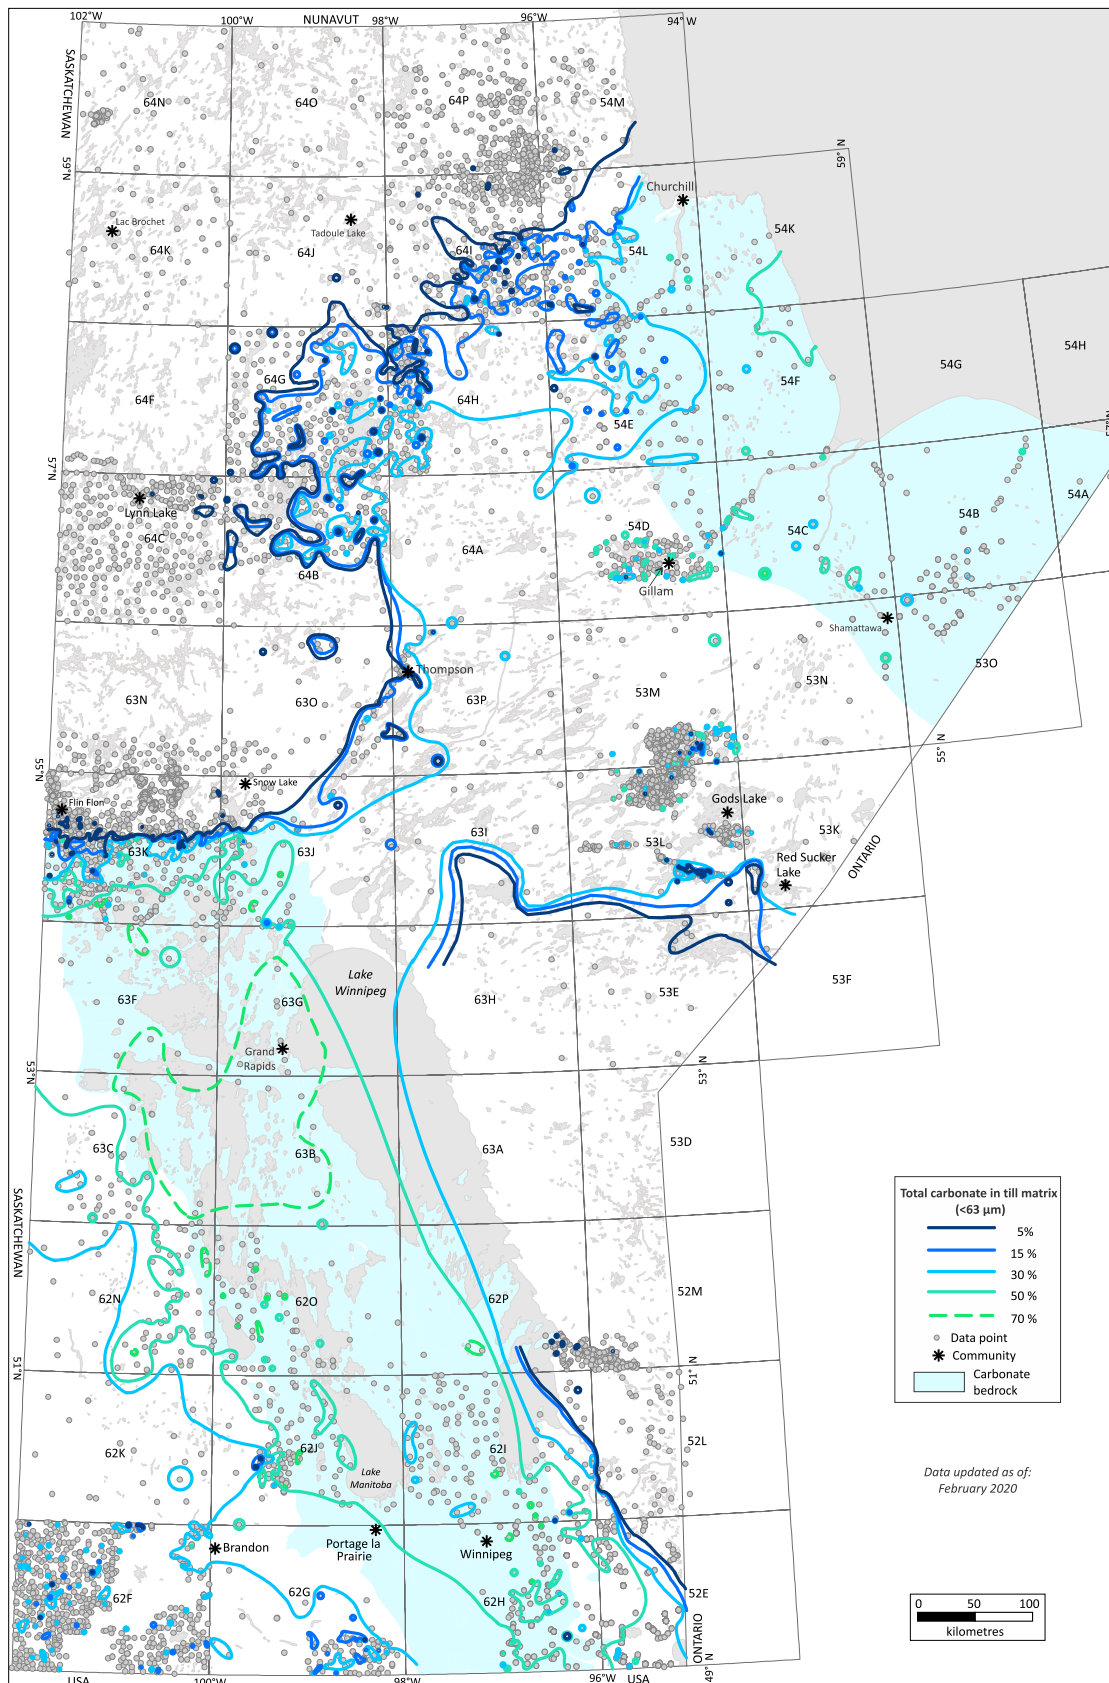 102°W
100°W
NUNAVUT
98°W
96°W
94°W
SASKATCHEWAN
64N
64O
64P
54M
59°N
59° N
Churchill
Lac Brochet
Tadoule Lake
64K
64J
64I
54L
54K
54H
54G
64F
64G
64H
54E
54F
57°N
57°N
54A
Lynn Lake
64C
64B
64A
54D
54C
54B
Gillam
Shamattawa
Thompson
63N
63O
63P
53M
53N
53O
55°N
55° N
Snow Lake
Flin Flon
Gods Lake
63K
63J
63I
53L
53K
Red Sucker
Lake
ONTARIO
Lake
Winnipeg
63F
63G
63H
53E
53F
Grand
Rapids
53°N
53° N
63C
63B
63A
53D
SASKATCHEWAN
62N
62O
62P
52M
51°N
51° N
62K
62J
62I
52L
Lake
Manitoba
Brandon
Portage la
Prairie
Winnipeg
62F
62G
62H
52E
ONTARIO
USA
100°W
98°W
96°W
USA
49° N
Total carbonate in till matrix
(<63 µm)
5%
15 %
30 %
50 %
70 %
Data point
Community
Carbonate
bedrock
Data updated as of:
February 2020
0 50 100
kilometres